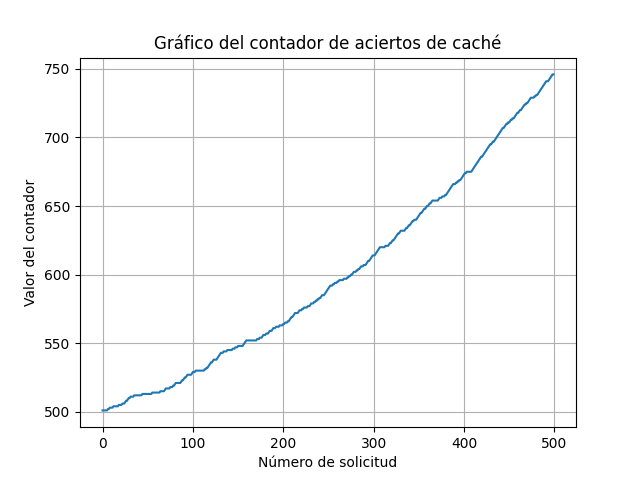 Gráfico del contador de aciertos de caché
Valor del contador
750
700
650
600
550
500
0 100 200 300 400 500
Número de solicitud